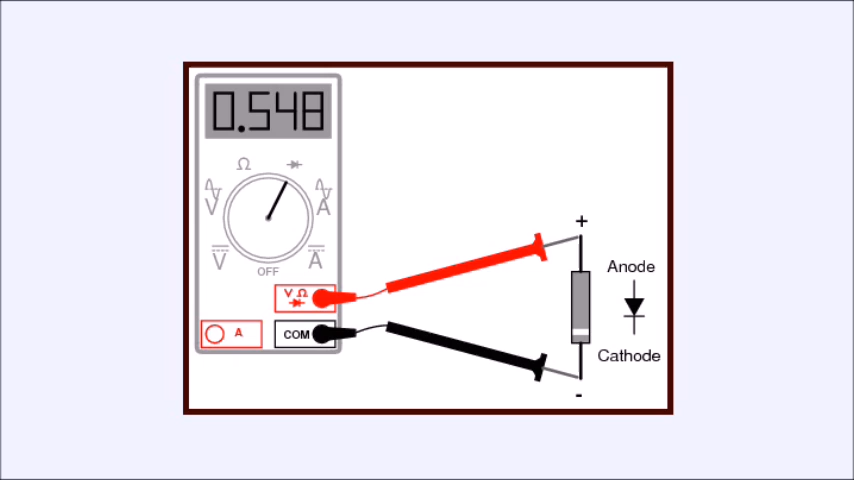 0.548
Ω
V
A
V
A
OFF
V Ω
A
COM
+
Anode
Cathode
-